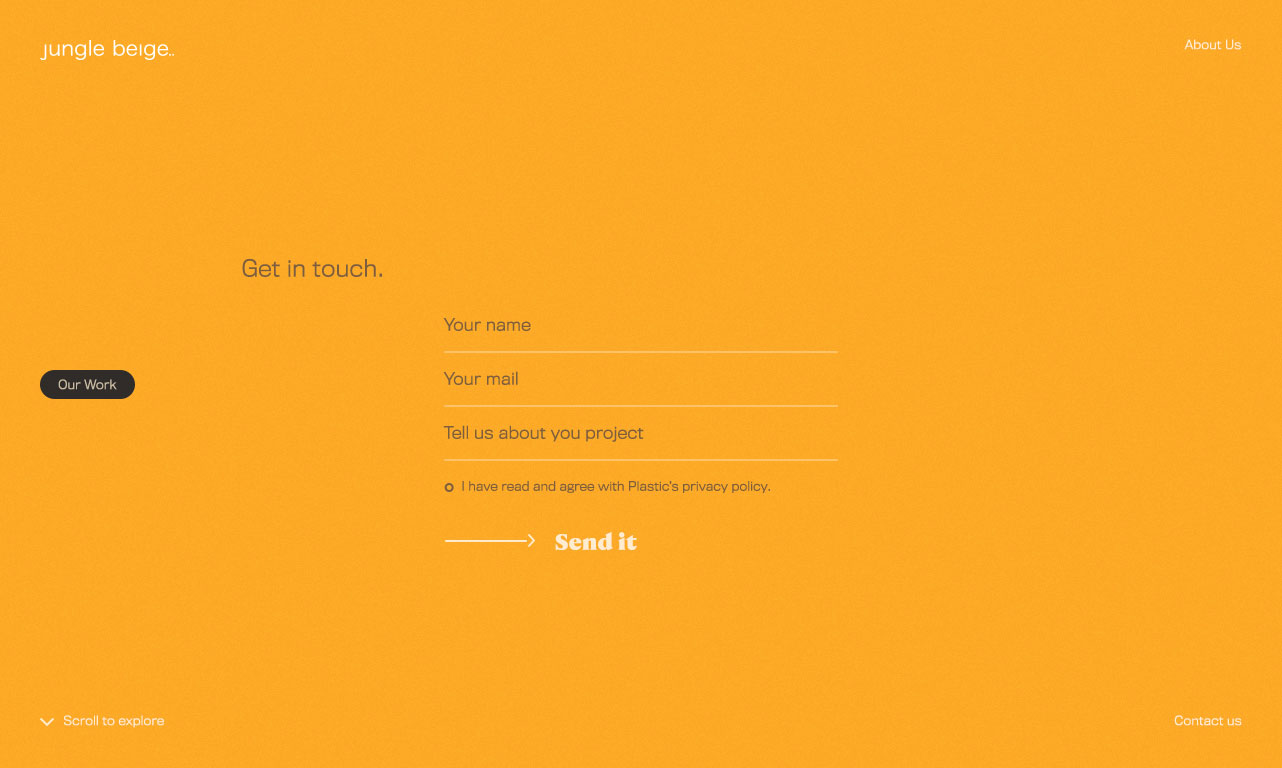 jungle beige..
About Us
Get in touch.
Your name
Your mail
Our Work
Tell us about you project
I have read and agree with Plastic's privacy policy.
Send it
Scroll to explore
Contact us